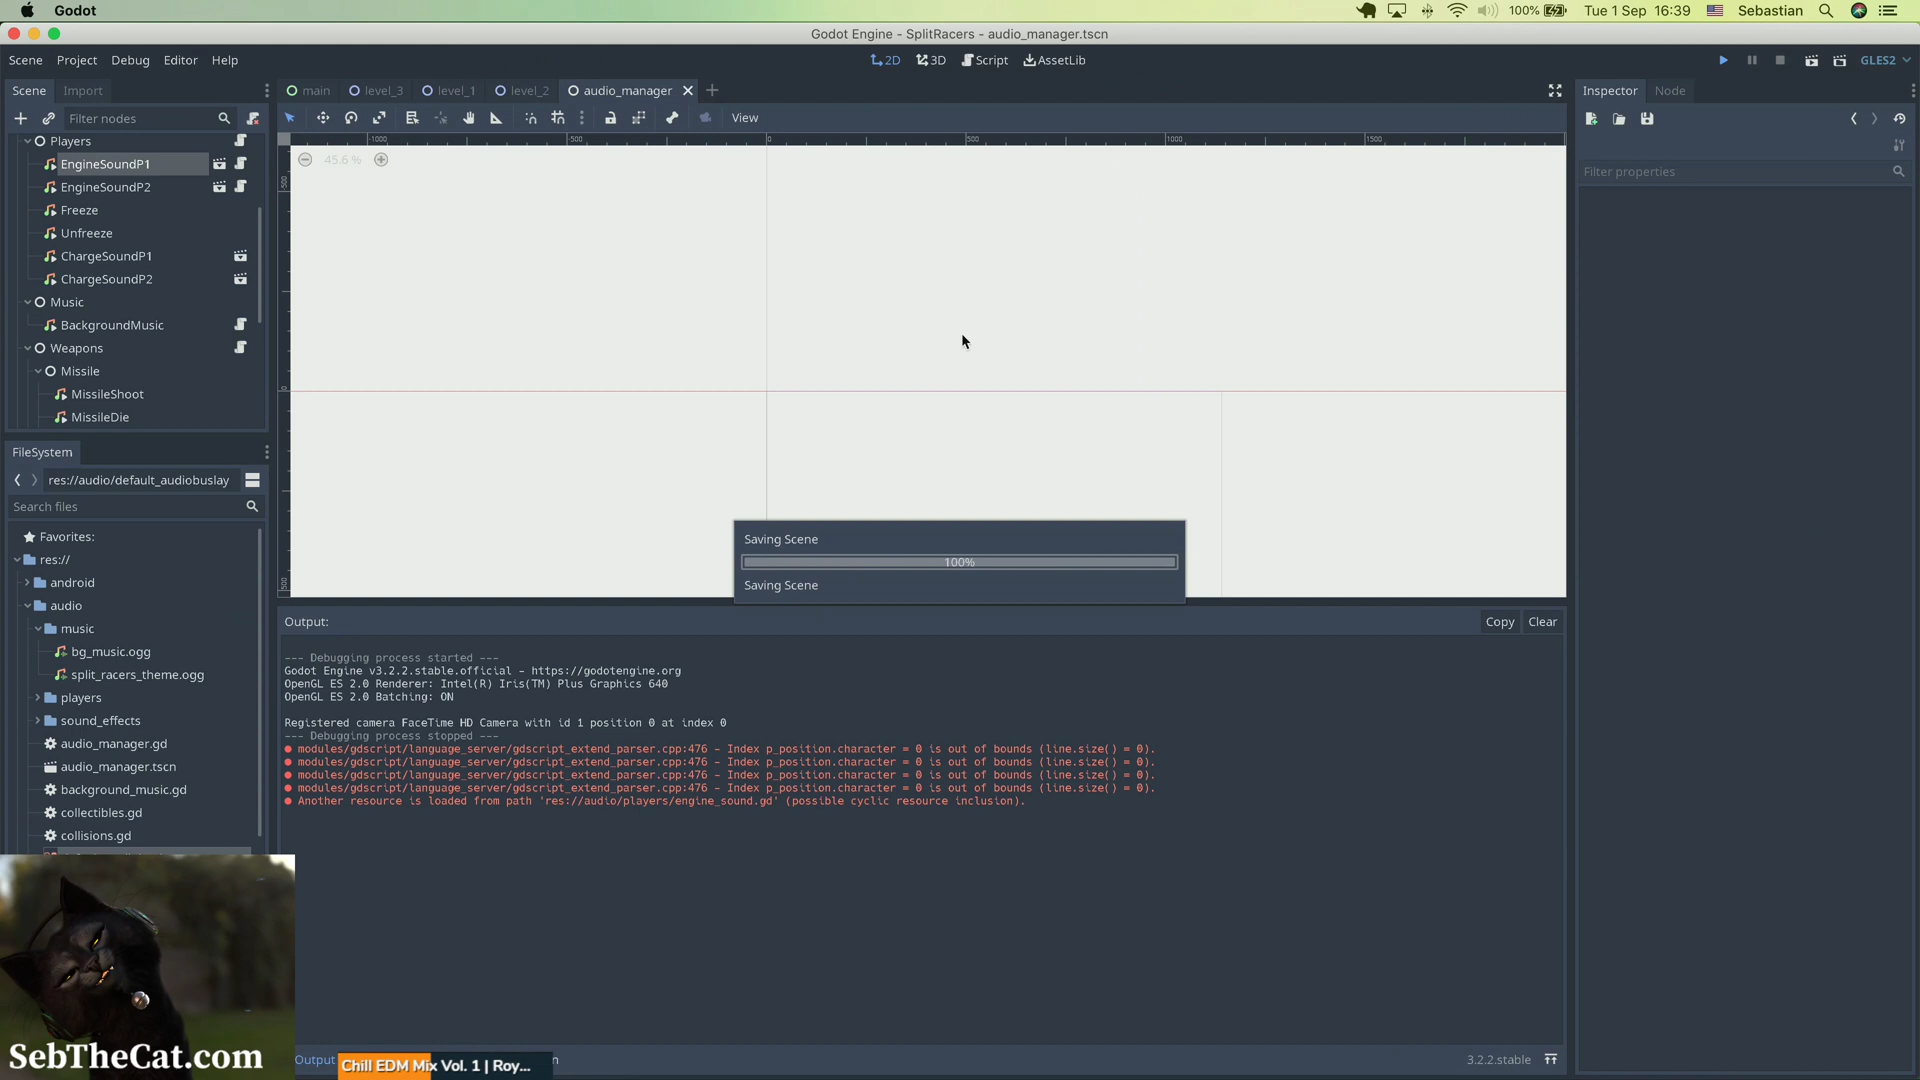 Godot
100%
Tue 1 Sep 16:39
Sebastian
Godot Engine - SplitRacers - audio_manager.tscn
Scene Project Debug Editor Help
2D 3D Script AssetLib
GLES2
Scene Import
main level_3 level_1 level_2 audio_manager
Inspector Node
Filter nodes
View
-1000 -500 0 500 1000 1500
45.6 %
-500
0
500
Filter properties
Players
EngineSoundP1
EngineSoundP2
Freeze
Unfreeze
ChargeSoundP1
ChargeSoundP2
Music
BackgroundMusic
Weapons
Missile
MissileShoot
MissileDie
FileSystem
res://audio/default_audiobuslay
Search files
Favorites:
res://
android
audio
music
bg_music.ogg
split_racers_theme.ogg
players
sound_effects
audio_manager.gd
audio_manager.tscn
background_music.gd
collectibles.gd
collisions.gd
Saving Scene
100%
Saving Scene
Output:
Copy Clear
--- Debugging process started ---
Godot Engine v3.2.2.stable.official - https://godotengine.org
OpenGL ES 2.0 Renderer: Intel(R) Iris(TM) Plus Graphics 640
OpenGL ES 2.0 Batching: ON
Registered camera FaceTime HD Camera with id 1 position 0 at index 0
--- Debugging process stopped ---
modules/gdscript/language_server/gdscript_extend_parser.cpp:476 - Index p_position.character = 0 is out of bounds (line.size() = 0).
modules/gdscript/language_server/gdscript_extend_parser.cpp:476 - Index p_position.character = 0 is out of bounds (line.size() = 0).
modules/gdscript/language_server/gdscript_extend_parser.cpp:476 - Index p_position.character = 0 is out of bounds (line.size() = 0).
modules/gdscript/language_server/gdscript_extend_parser.cpp:476 - Index p_position.character = 0 is out of bounds (line.size() = 0).
Another resource is loaded from path 'res://audio/players/engine_sound.gd' (possible cyclic resource inclusion).
SebTheCat.com
Output
Chill EDM Mix Vol. 1 | Roy...
3.2.2.stable